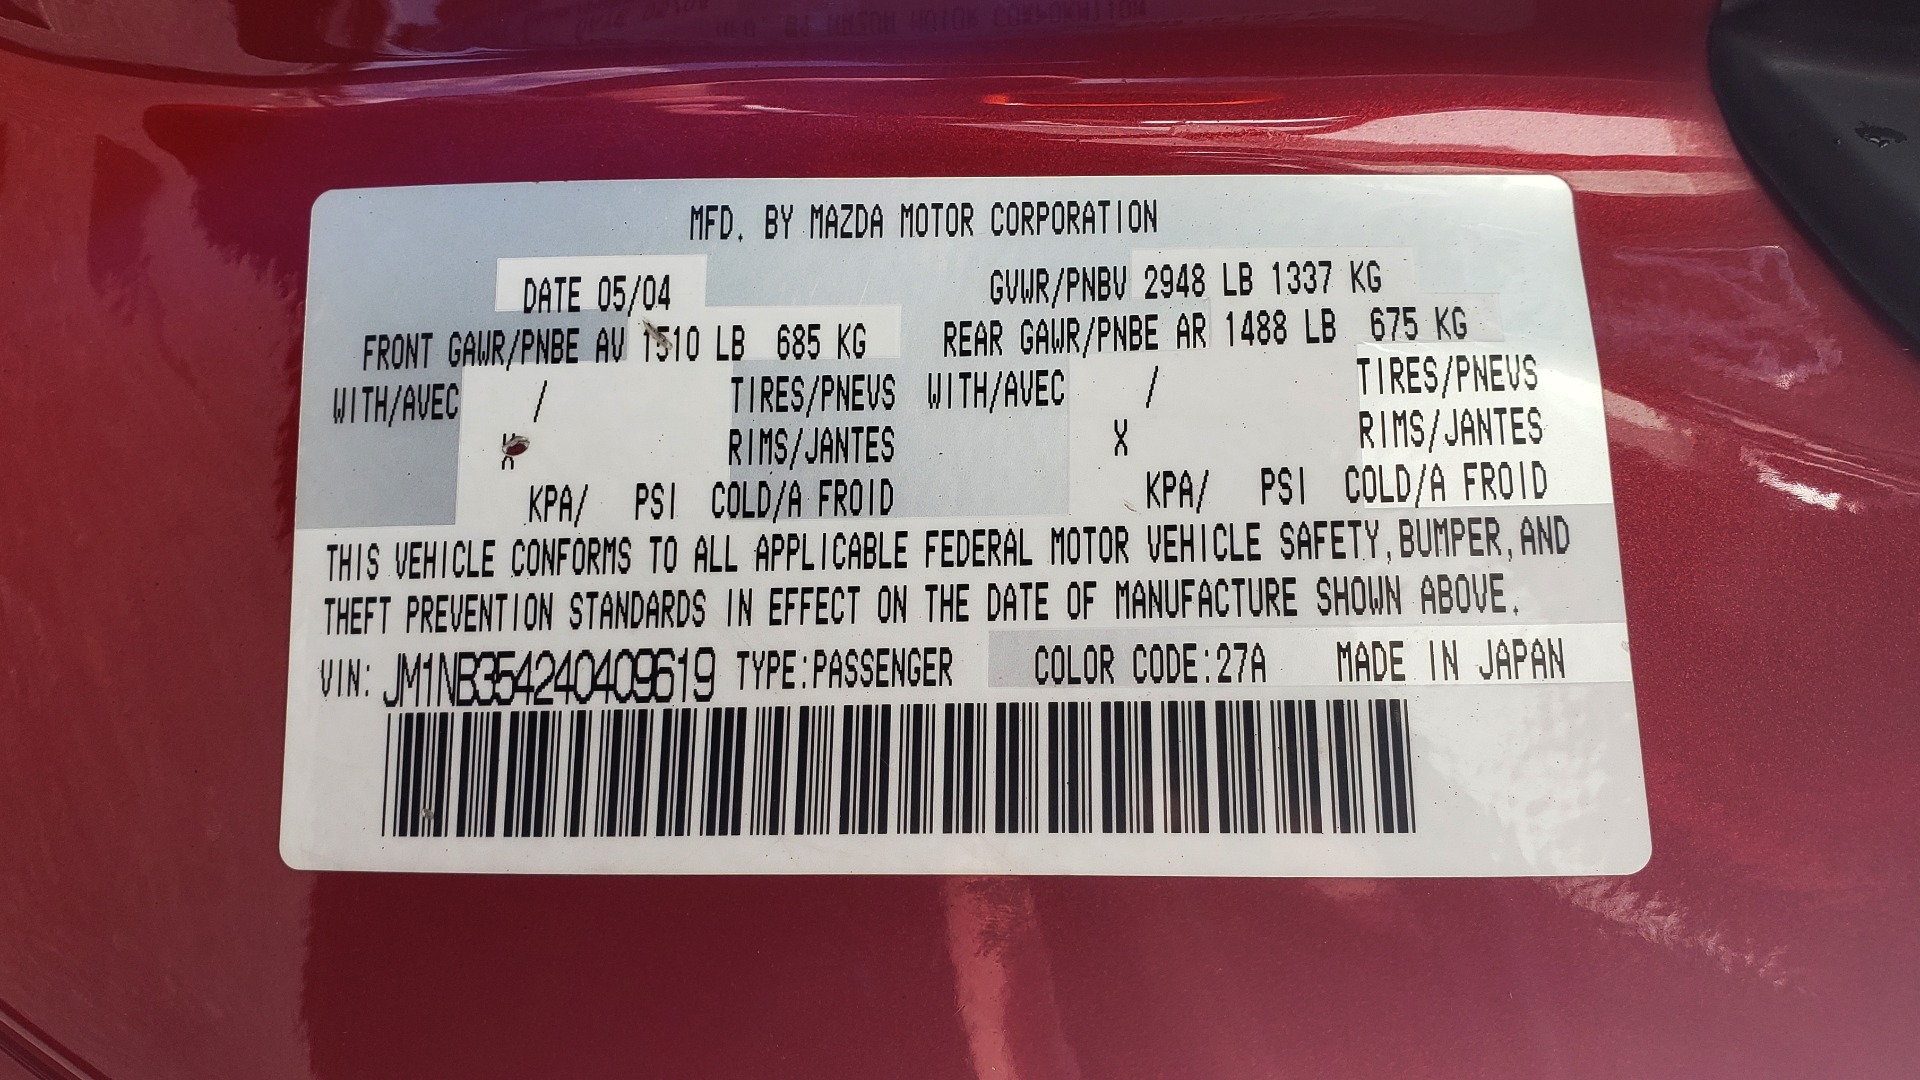 MFD. BY MAZDA MOTOR CORPORATION
DATE 05/04 GVWR/PNBV 2948 LB 1337 KG
FRONT GAWR/PNBE AV 1510 LB 685 KG REAR GAWR/PNBE AR 1488 LB 675 KG
WITH/AVEC / TIRES/PNEVS WITH/AVEC / TIRES/PNEVS
X RIMS/JANTES X RIMS/JANTES
KPA/ PSI COLD/A FROID KPA/ PSI COLD/A FROID
THIS VEHICLE CONFORMS TO ALL APPLICABLE FEDERAL MOTOR VEHICLE SAFETY,BUMPER,AND
THEFT PREVENTION STANDARDS IN EFFECT ON THE DATE OF MANUFACTURE SHOWN ABOVE.
VIN: JM1NB354240409619 TYPE:PASSENGER COLOR CODE:27A MADE IN JAPAN